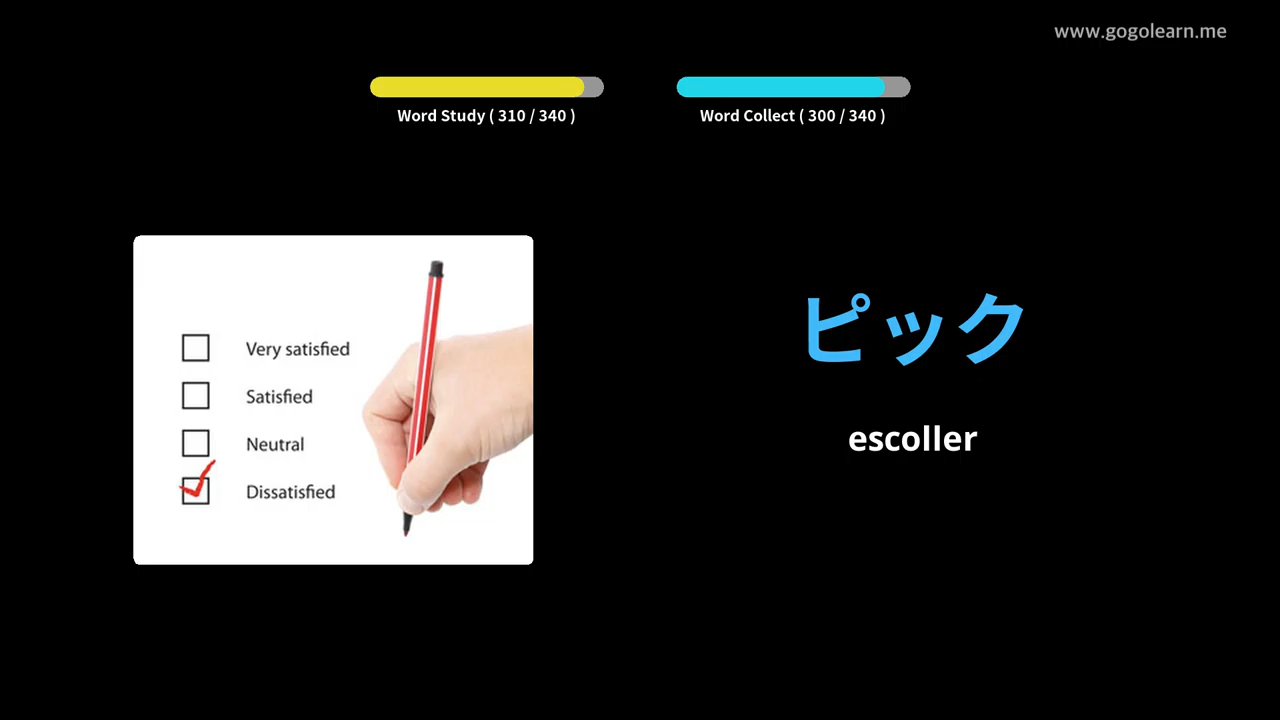 www.gogolearn.me
Word Study ( 310 / 340 )
Word Collect ( 300 / 340 )
Very satisfied
Satisfied
Neutral
Dissatisfied
ピック
escoller